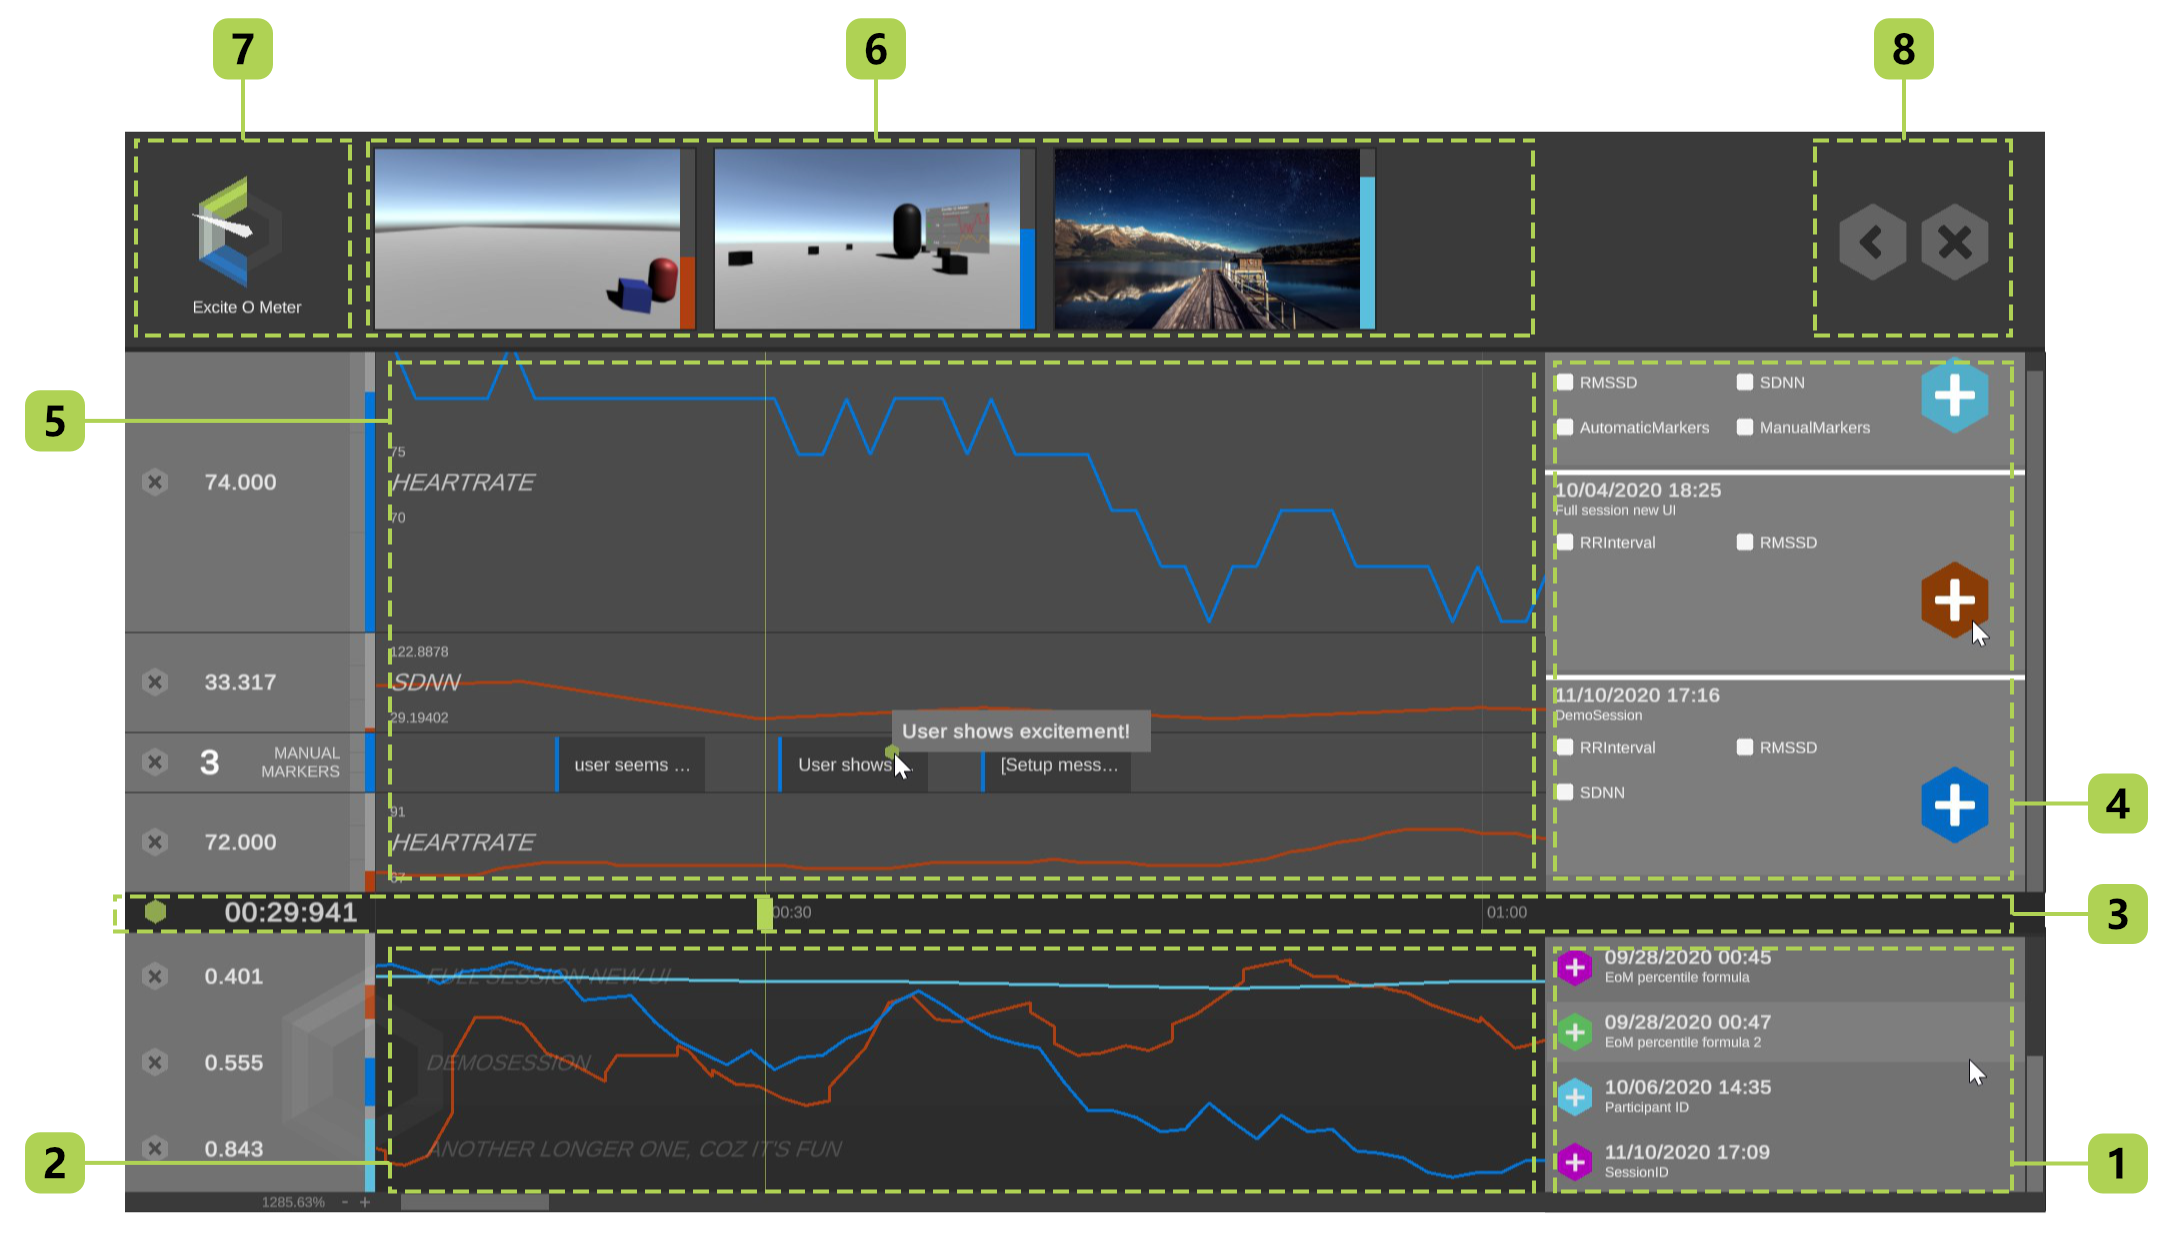 7
6
8
Excite O Meter
5
74.000
75
HEARTRATE
70
RMSSD
SDNN
AutomaticMarkers
ManualMarkers
10/04/2020 18:25
Full session new UI
RRInterval
RMSSD
33.317
122.8878
SDNN
29.19402
User shows excitement!
3
MANUAL
MARKERS
user seems ...
User shows
[Setup mess...
11/10/2020 17:16
DemoSession
RRInterval
RMSSD
SDNN
4
72.000
91
HEARTRATE
67
00:29:941
00:30
01:00
3
0.401
FULL SESSION NEW UI
0.555
DEMOSESSION
0.843
ANOTHER LONGER ONE, COZ IT'S FUN
2
1285.63% - +
09/28/2020 00:45
EoM percentile formula
09/28/2020 00:47
EoM percentile formula 2
10/06/2020 14:35
Participant ID
11/10/2020 17:09
SessionID
1